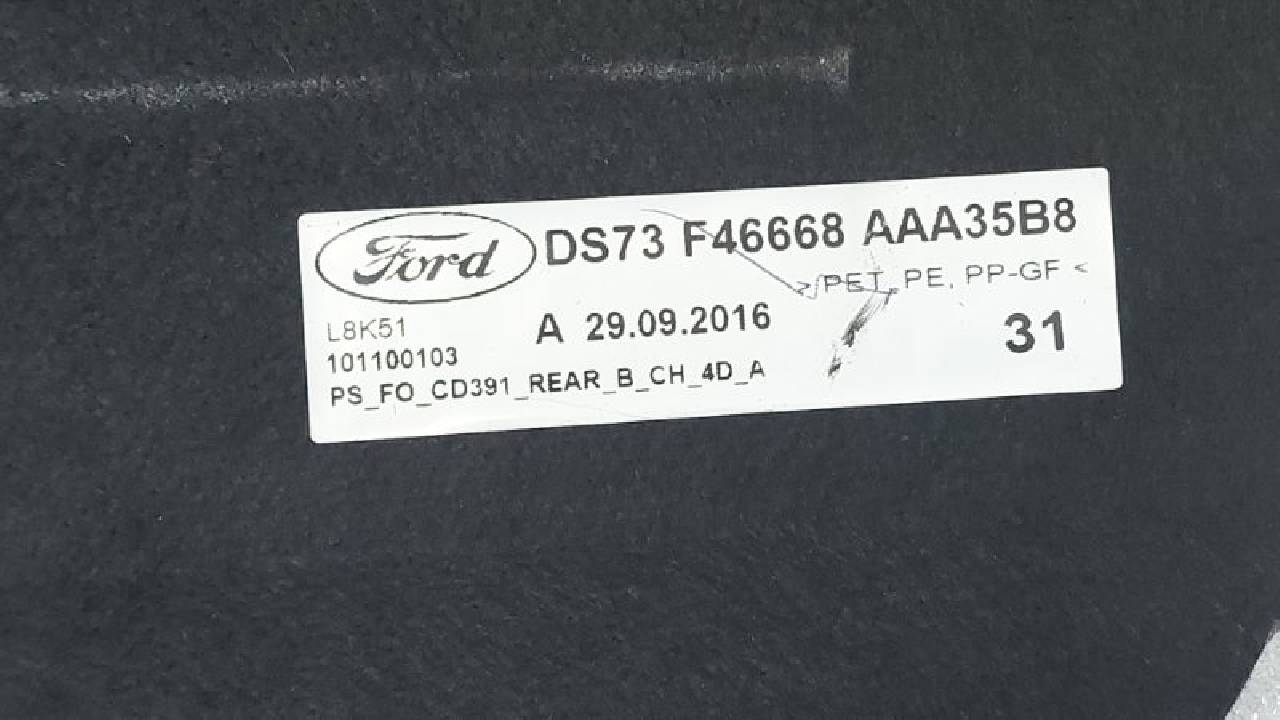 Ford DS73 F46668 AAA35B8
>PET, PE, PP-GF<
L8K51
A 29.09.2016
31
101100103
PS_FO_CD391_REAR_B_CH_4D_A